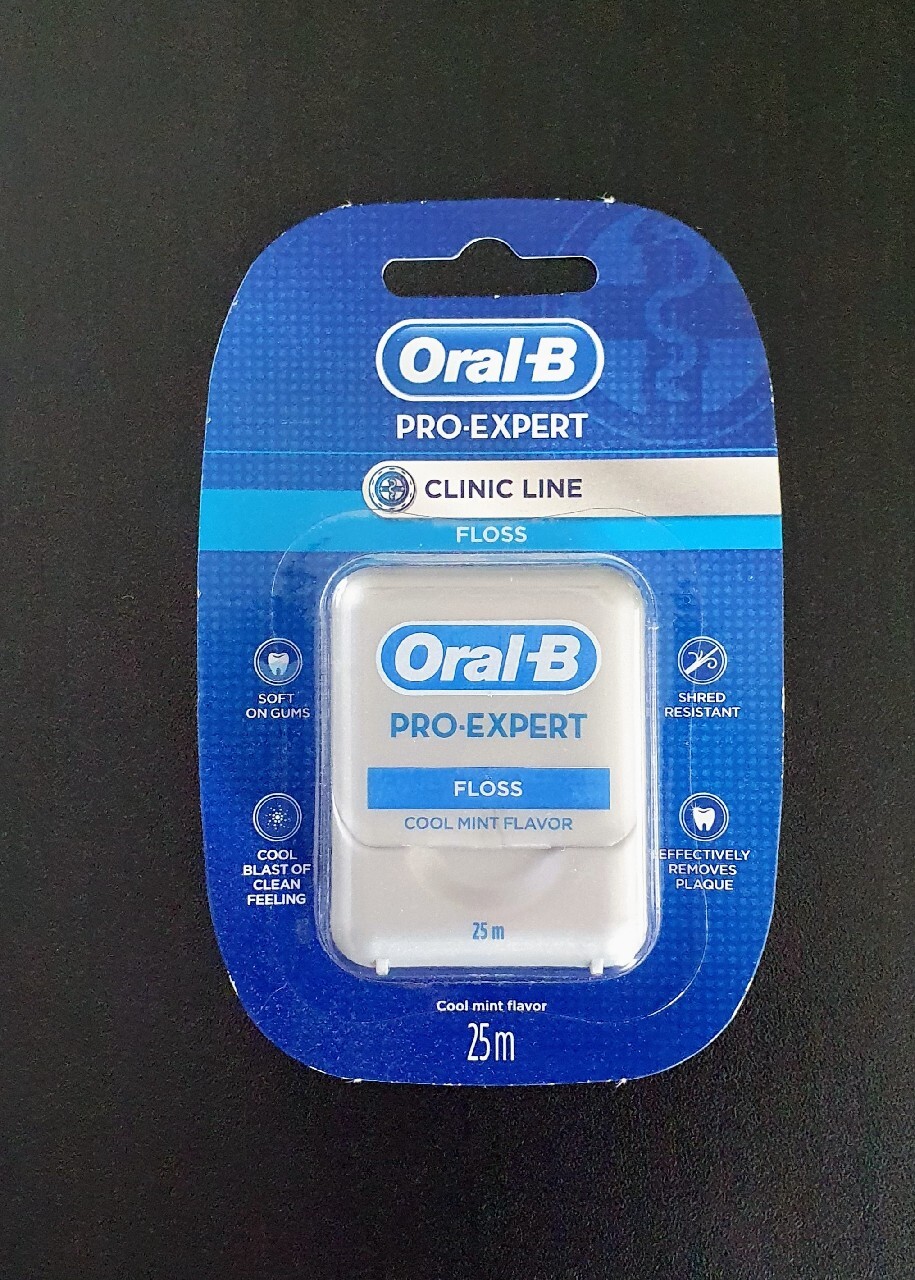 Oral-B
PRO-EXPERT
CLINIC LINE
FLOSS
Oral-B
PRO-EXPERT
FLOSS
COOL MINT FLAVOR
25 m
SOFT
ON GUMS
COOL
BLAST OF
CLEAN
FEELING
SHRED
RESISTANT
EFFECTIVELY
REMOVES
PLAQUE
Cool mint flavor
25m